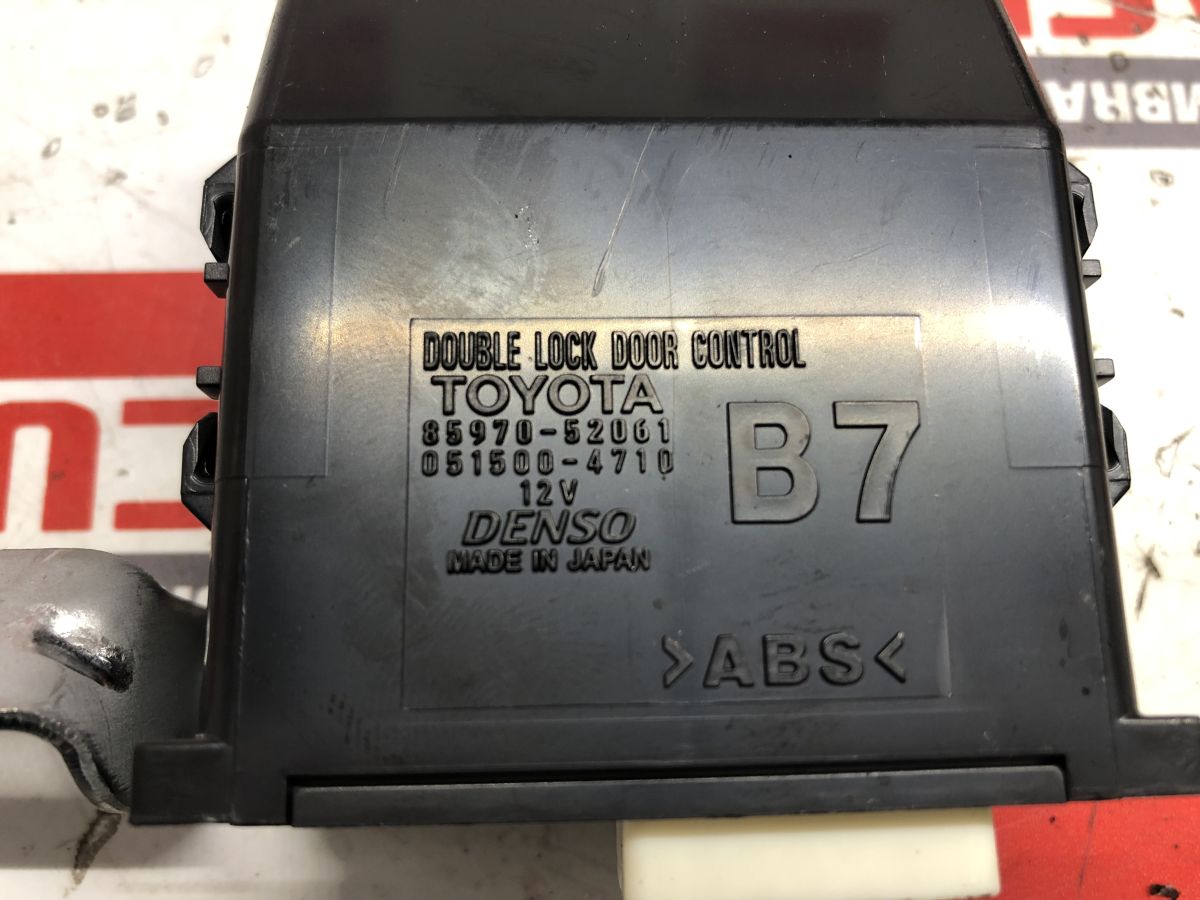 DOUBLE LOCK DOOR CONTROL
TOYOTA
85970-52061
051500-4710
12V
DENSO
MADE IN JAPAN
B7
>ABS<